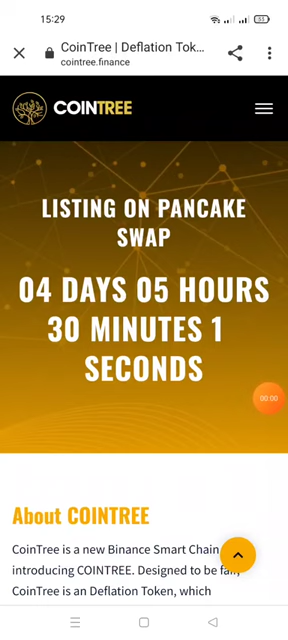 15:29
53
CoinTree | Deflation Tok...
cointree.finance
COINTREE
LISTING ON PANCAKE
SWAP
04 DAYS 05 HOURS
30 MINUTES 1
SECONDS
00:00
About COINTREE
CoinTree is a new Binance Smart Chain
introducing COINTREE. Designed to be fair,
CoinTree is an Deflation Token, which